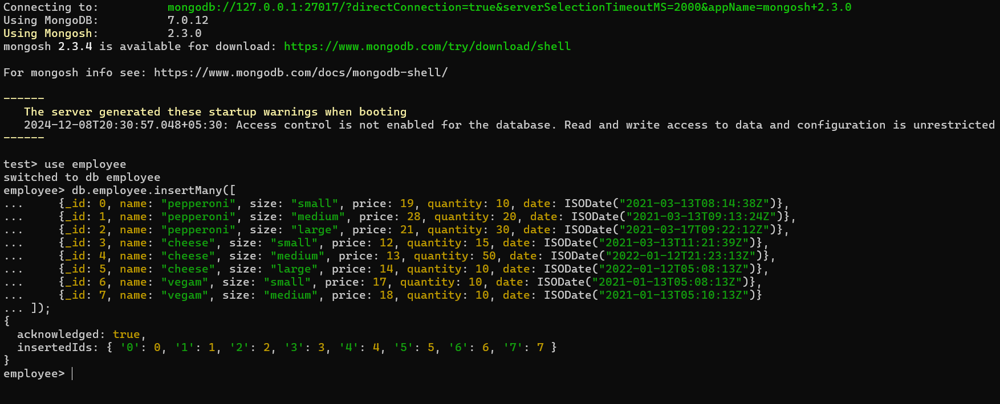 Connecting to:          mongodb://127.0.0.1:27017/?directConnection=true&serverSelectionTimeoutMS=2000&appName=mongosh+2.3.0
Using MongoDB:          7.0.12
Using Mongosh:          2.3.0
mongosh 2.3.4 is available for download: https://www.mongodb.com/try/download/shell
For mongosh info see: https://www.mongodb.com/docs/mongodb-shell/
------
   The server generated these startup warnings when booting
   2024-12-08T20:30:57.048+05:30: Access control is not enabled for the database. Read and write access to data and configuration is unrestricted
------
test> use employee
switched to db employee
employee> db.employee.insertMany([
...     {_id: 0, name: "pepperoni", size: "small", price: 19, quantity: 10, date: ISODate("2021-03-13T08:14:38Z")},
...     {_id: 1, name: "pepperoni", size: "medium", price: 28, quantity: 20, date: ISODate("2021-03-13T09:13:24Z")},
...     {_id: 2, name: "pepperoni", size: "large", price: 21, quantity: 30, date: ISODate("2021-03-17T09:22:12Z")},
...     {_id: 3, name: "cheese", size: "small", price: 12, quantity: 15, date: ISODate("2021-03-13T11:21:39Z")},
...     {_id: 4, name: "cheese", size: "medium", price: 13, quantity: 50, date: ISODate("2022-01-12T21:23:13Z")},
...     {_id: 5, name: "cheese", size: "large", price: 14, quantity: 10, date: ISODate("2022-01-12T05:08:13Z")},
...     {_id: 6, name: "vegam", size: "small", price: 17, quantity: 10, date: ISODate("2021-01-13T05:08:13Z")},
...     {_id: 7, name: "vegam", size: "medium", price: 18, quantity: 10, date: ISODate("2021-01-13T05:10:13Z")}
... ]);
{
  acknowledged: true,
  insertedIds: { '0': 0, '1': 1, '2': 2, '3': 3, '4': 4, '5': 5, '6': 6, '7': 7 }
}
employee>